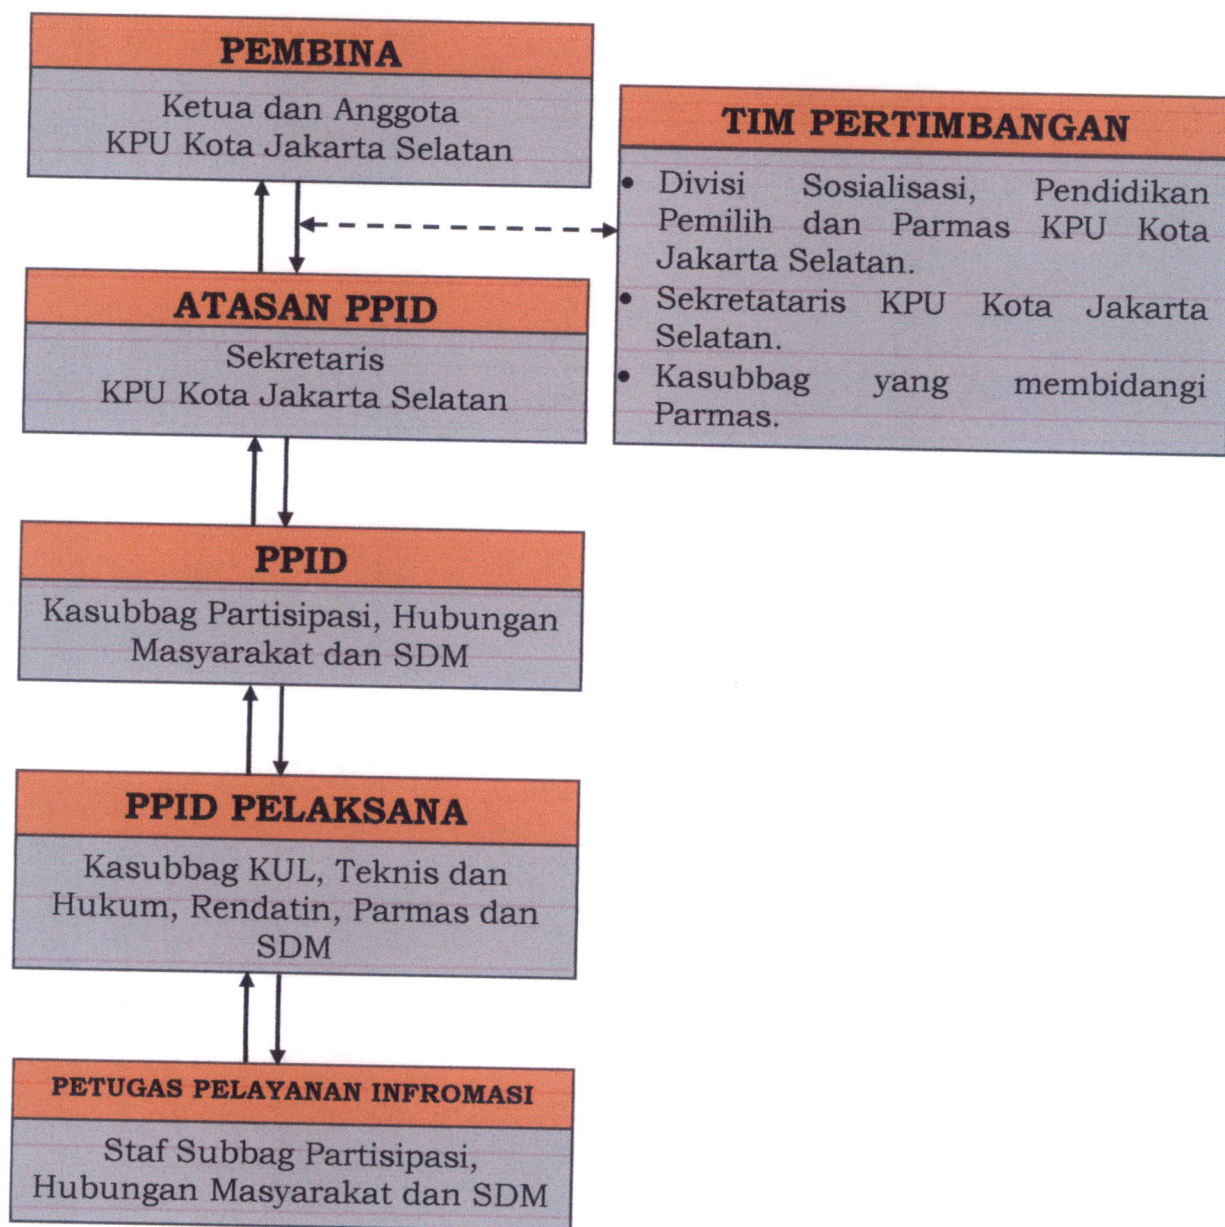 PEMBINA
Ketua dan Anggota
KPU Kota Jakarta Selatan
TIM PERTIMBANGAN
• Divisi Sosialisasi, Pendidikan
Pemilih dan Parmas KPU Kota
Jakarta Selatan.
• Sekretataris KPU Kota Jakarta
Selatan.
• Kasubbag yang membidangi
Parmas.
ATASAN PPID
Sekretaris
KPU Kota Jakarta Selatan
PPID
Kasubbag Partisipasi, Hubungan
Masyarakat dan SDM
PPID PELAKSANA
Kasubbag KUL, Teknis dan
Hukum, Rendatin, Parmas dan
SDM
PETUGAS PELAYANAN INFROMASI
Staf Subbag Partisipasi,
Hubungan Masyarakat dan SDM